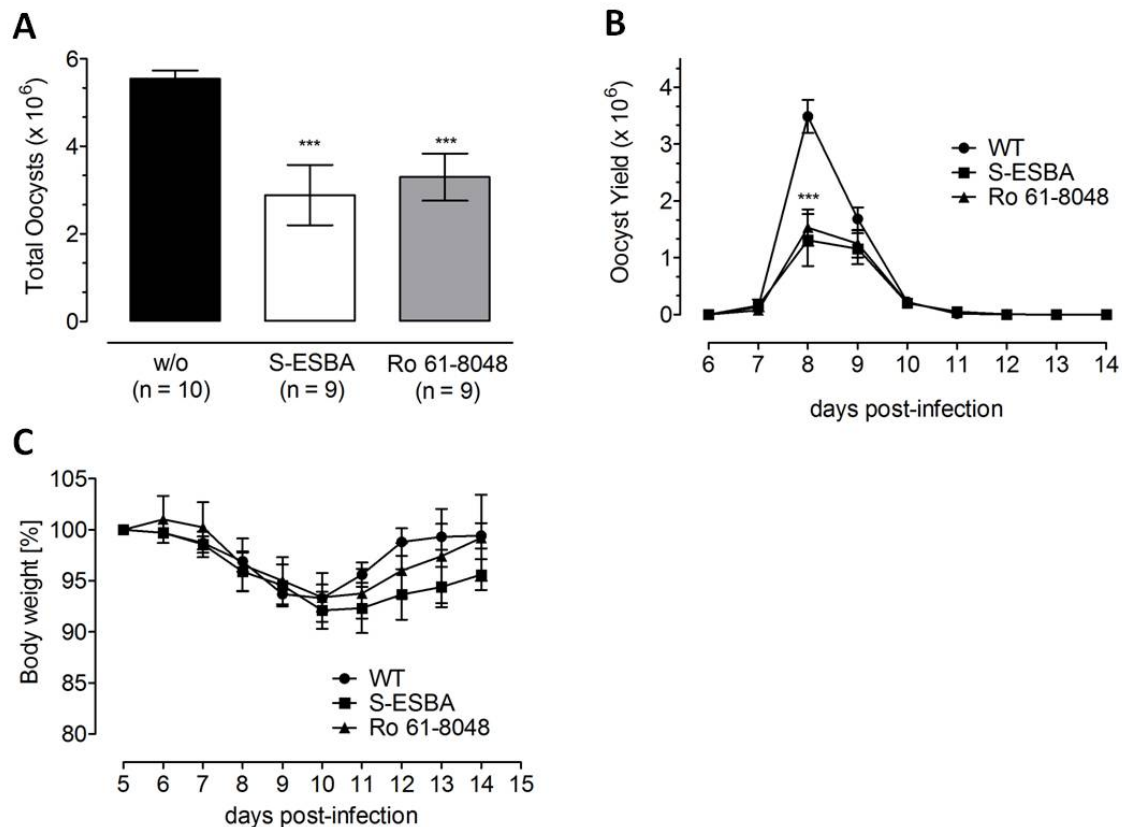 A
Total Oocysts (x 10⁶)
6
4
2
0
***
***
w/o
(n = 10)
S-ESBA
(n = 9)
Ro 61-8048
(n = 9)
B
Oocyst Yield (x 10⁶)
4
3
2
1
0
***
WT
S-ESBA
Ro 61-8048
6 7 8 9 10 11 12 13 14
days post-infection
C
Body weight [%]
105
100
95
90
85
80
WT
S-ESBA
Ro 61-8048
5 6 7 8 9 10 11 12 13 14 15
days post-infection